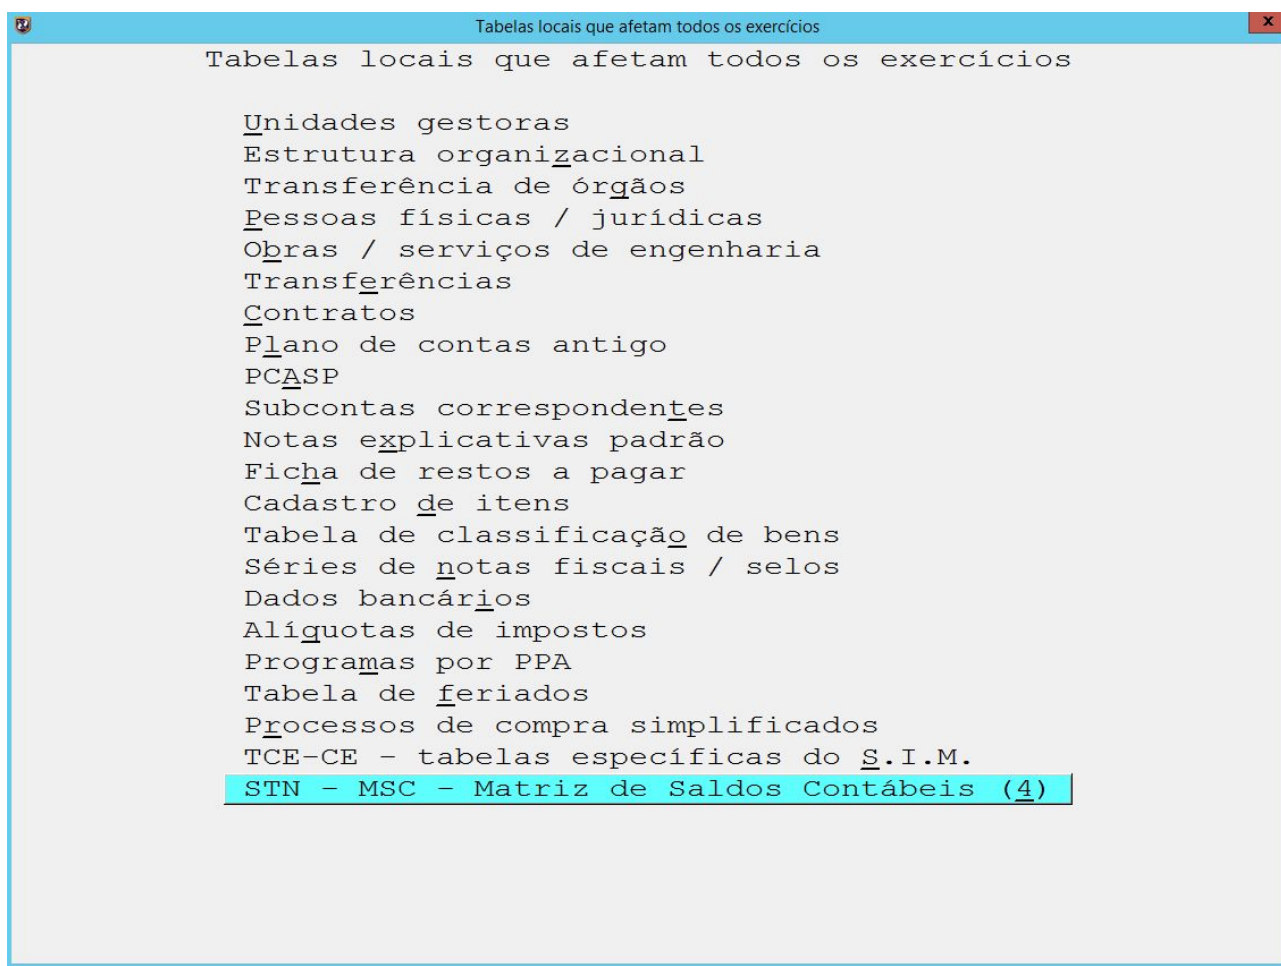 Tabelas locais que afetam todos os exercícios
x
Tabelas locais que afetam todos os exercícios
Unidades gestoras
Estrutura organizacional
Transferência de órgãos
Pessoas físicas / jurídicas
Obras / serviços de engenharia
Transferências
Contratos
Plano de contas antigo
PCASP
Subcontas correspondentes
Notas explicativas padrão
Ficha de restos a pagar
Cadastro de itens
Tabela de classificação de bens
Séries de notas fiscais / selos
Dados bancários
Alíquotas de impostos
Programas por PPA
Tabela de feriados
Processos de compra simplificados
TCE-CE - tabelas específicas do S.I.M.
STN - MSC - Matriz de Saldos Contábeis (4)